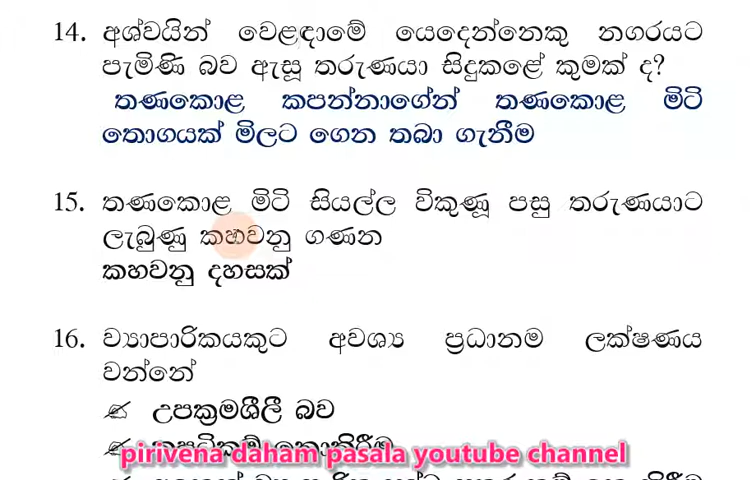 14. අශ්වයින් වෙළඳාමේ යෙදෙන්නෙකු නගරයට
පැමිණි බව ඇසූ තරුණයා සිදුකළේ කුමක් ද?
තණකොළ කපන්නාගේන් තණකොළ මිටි
තොගයක් මිලට ගෙන තබා ගැනීම
15. තණකොළ මිටි සියල්ල විකුණූ පසු තරුණයාට
ලැබුණු කහවනු ගණන
කහවනු දහසක්
16. ව්‍යාපාරිකයකුට අවශ්‍ය ප්‍රධානම ලක්ෂණය
වන්නේ
උපක්‍රමශීලී බව
pirivena daham pasala youtube channel